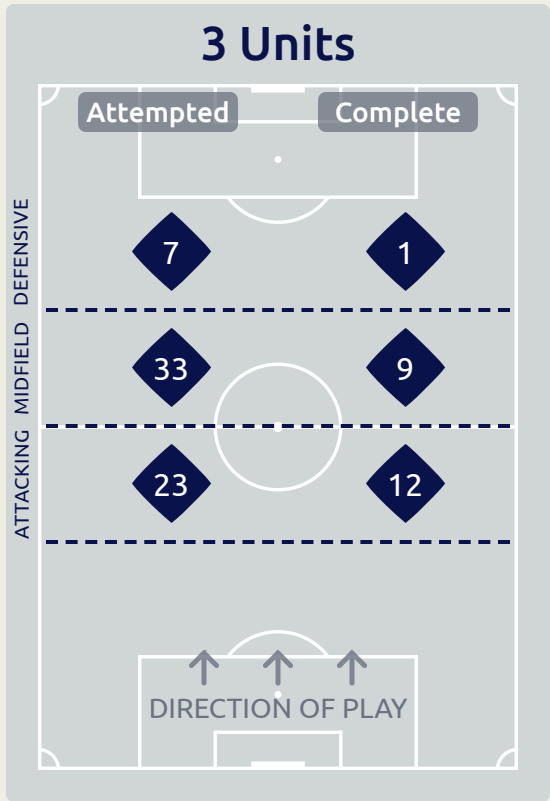 3 Units
Attempted Complete
DEFENSIVE
7 1
MIDFIELD
33 9
ATTACKING
23 12
DIRECTION OF PLAY